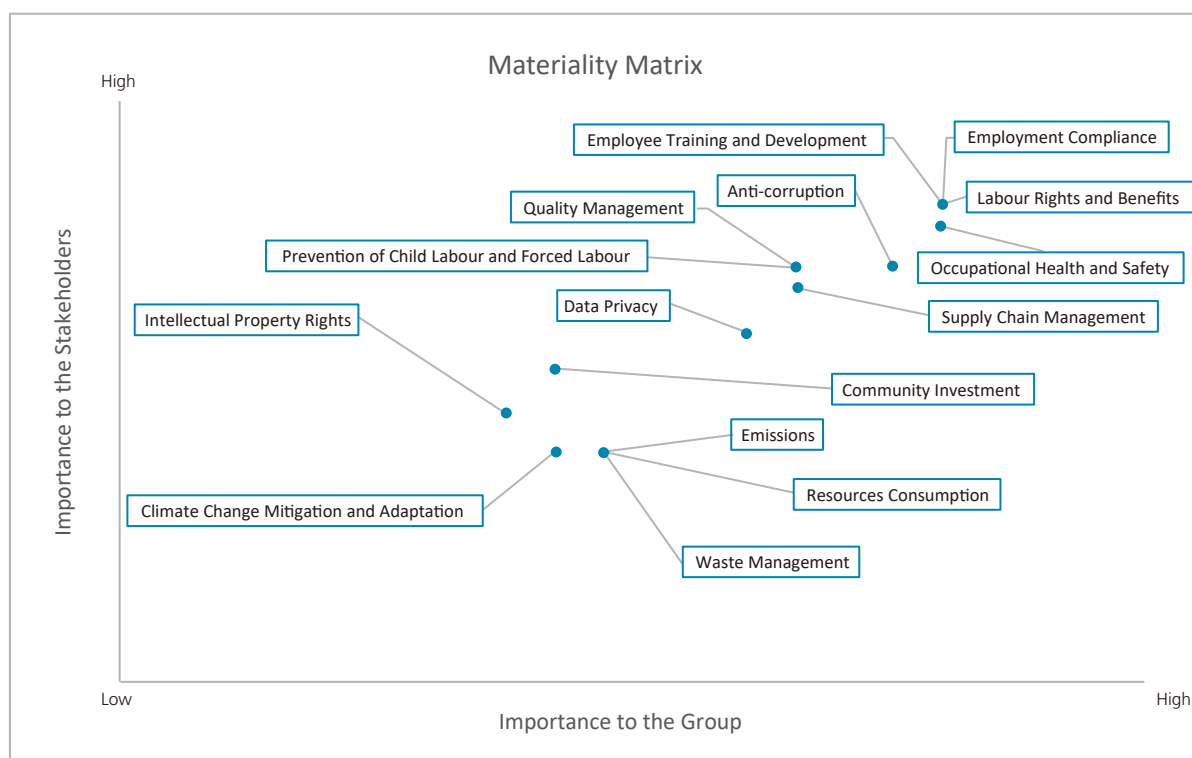 Materiality Matrix
High
Employee Training and Development
Employment Compliance
Anti-corruption
Labour Rights and Benefits
Quality Management
Prevention of Child Labour and Forced Labour
Occupational Health and Safety
Data Privacy
Supply Chain Management
Intellectual Property Rights
Importance to the Stakeholders
Community Investment
Emissions
Resources Consumption
Climate Change Mitigation and Adaptation
Waste Management
Low
High
Importance to the Group